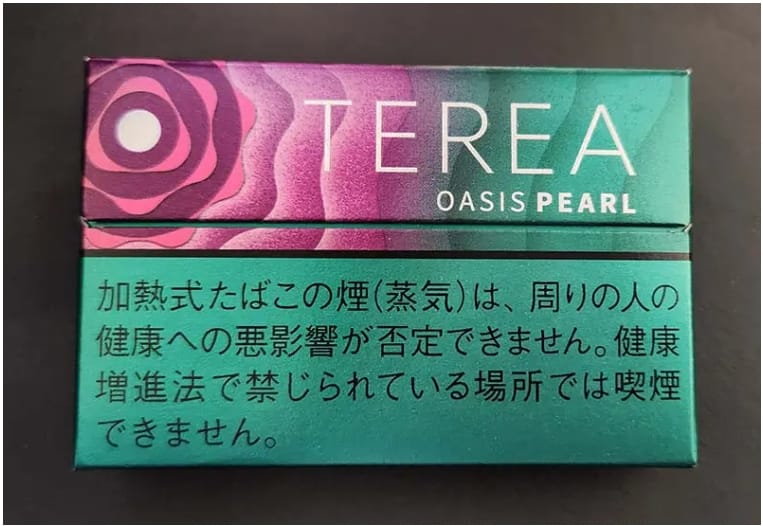 TEREA
OASIS PEARL
加熱式たばこの煙(蒸気)は、周りの人の
健康への悪影響が否定できません。健康
増進法で禁じられている場所では喫煙
できません。